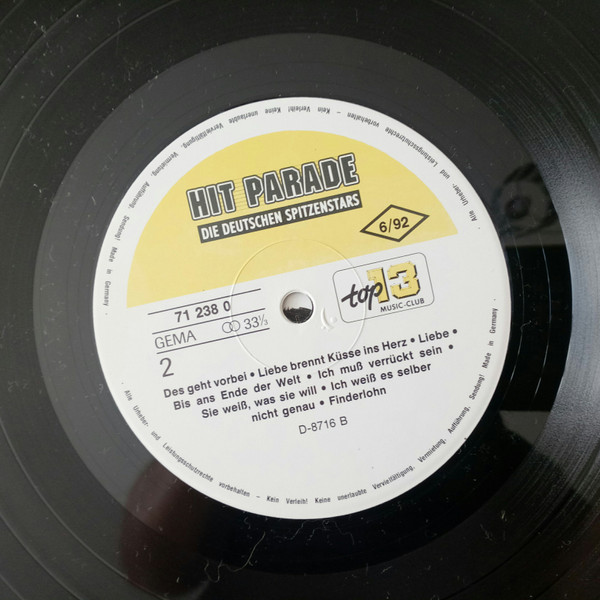 HIT PARADE
DIE DEUTSCHEN SPITZENSTARS
6/92
71 238 0
GEMA 33⅓
2
top 13
MUSIC-CLUB
Des geht vorbei • Liebe brennt Küsse ins Herz • Liebe •
Bis ans Ende der Welt • Ich muß verrückt sein •
Sie weiß, was sie will • Ich weiß es selber
nicht genau • Finderlohn
D-8716 B
Alle Urheber- und Leistungsschutzrechte vorbehalten – Kein Verleih! Keine unerlaubte Vervielfältigung, Vermietung, Aufführung, Sendung! Made in Germany
Alle Urheber- und Leistungsschutzrechte vorbehalten – Kein Verleih! Keine unerlaubte Vervielfältigung, Vermietung, Aufführung, Sendung! Made in Germany